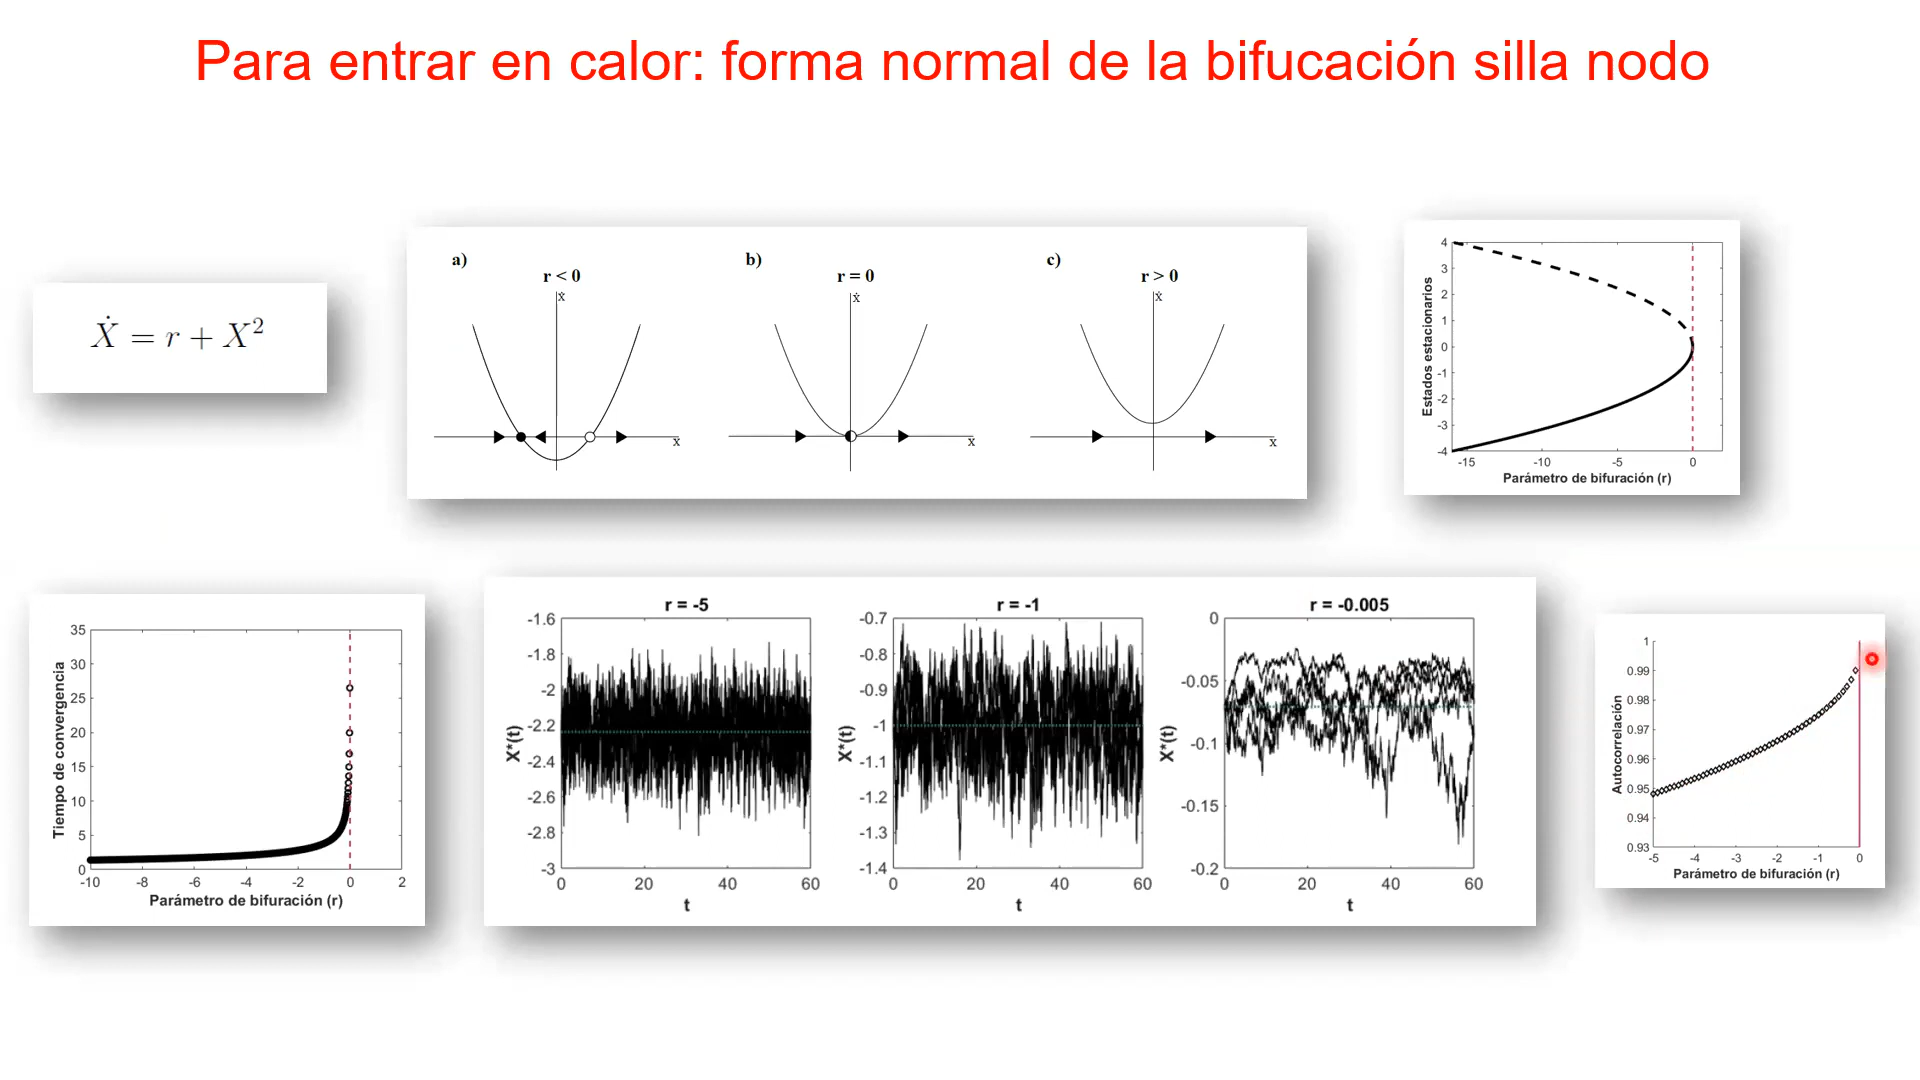 Para entrar en calor: forma normal de la bifucación silla nodo
Ẋ = r + X²
a)
r < 0
ẋ
x
b)
r = 0
ẋ
x
c)
r > 0
ẋ
x
4
3
2
1
0
-1
-2
-3
-4
Estados estacionarios
-15 -10 -5 0
Parámetro de bifuración (r)
35
30
25
20
15
10
5
0
Tiempo de convergencia
-10 -8 -6 -4 -2 0 2
Parámetro de bifuración (r)
r = -5
-1.6
-1.8
-2
-2.2
-2.4
-2.6
-2.8
-3
X*(t)
0 20 40 60
t
r = -1
-0.7
-0.8
-0.9
-1
-1.1
-1.2
-1.3
-1.4
X*(t)
0 20 40 60
t
r = -0.005
0
-0.05
-0.1
-0.15
-0.2
X*(t)
0 20 40 60
t
1
0.99
0.98
0.97
0.96
0.95
0.94
0.93
Autocorrelación
-5 -4 -3 -2 -1 0
Parámetro de bifuración (r)